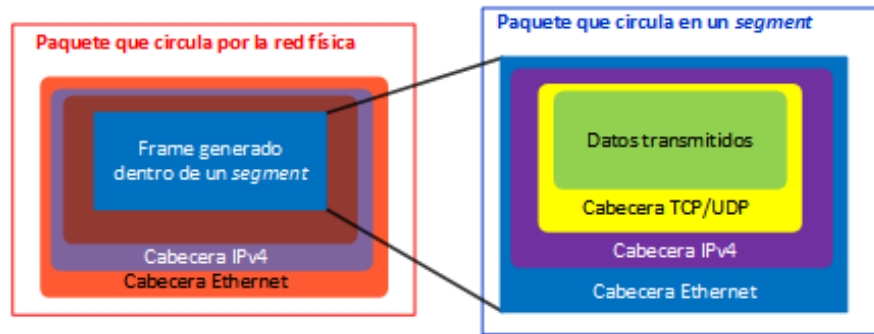 Paquete que circula por la red física
Frame generado
dentro de un segment
Cabecera IPv4
Cabecera Ethernet
Paquete que circula en un segment
Datos transmitidos
Cabecera TCP/UDP
Cabecera IPv4
Cabecera Ethernet